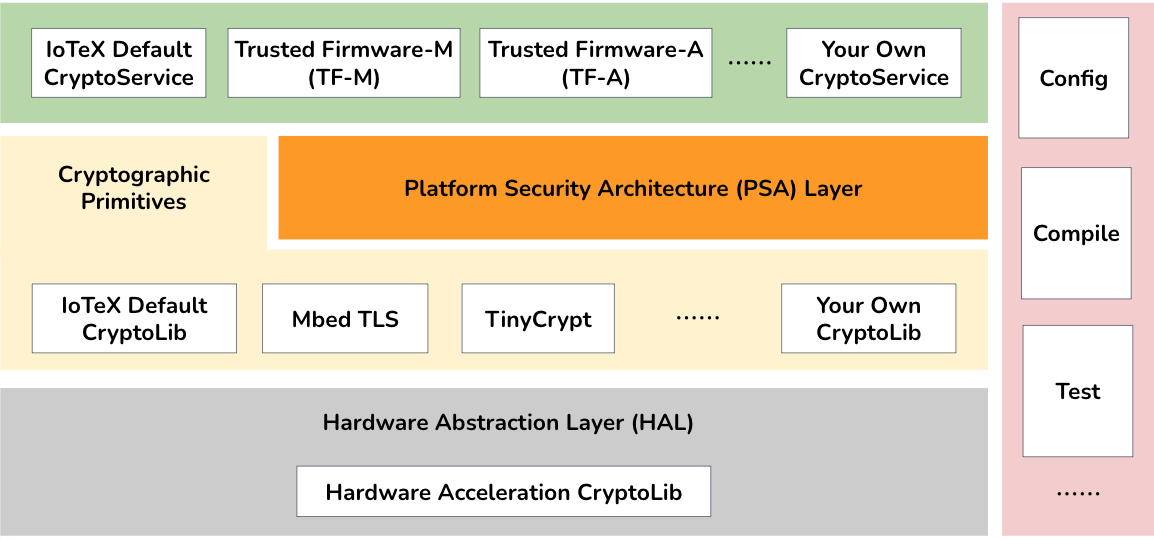 IoTeX Default
CryptoService
Trusted Firmware-M
(TF-M)
Trusted Firmware-A
(TF-A)
......
Your Own
CryptoService
Cryptographic
Primitives
Platform Security Architecture (PSA) Layer
IoTeX Default
CryptoLib
Mbed TLS
TinyCrypt
......
Your Own
CryptoLib
Hardware Abstraction Layer (HAL)
Hardware Acceleration CryptoLib
Config
Compile
Test
......